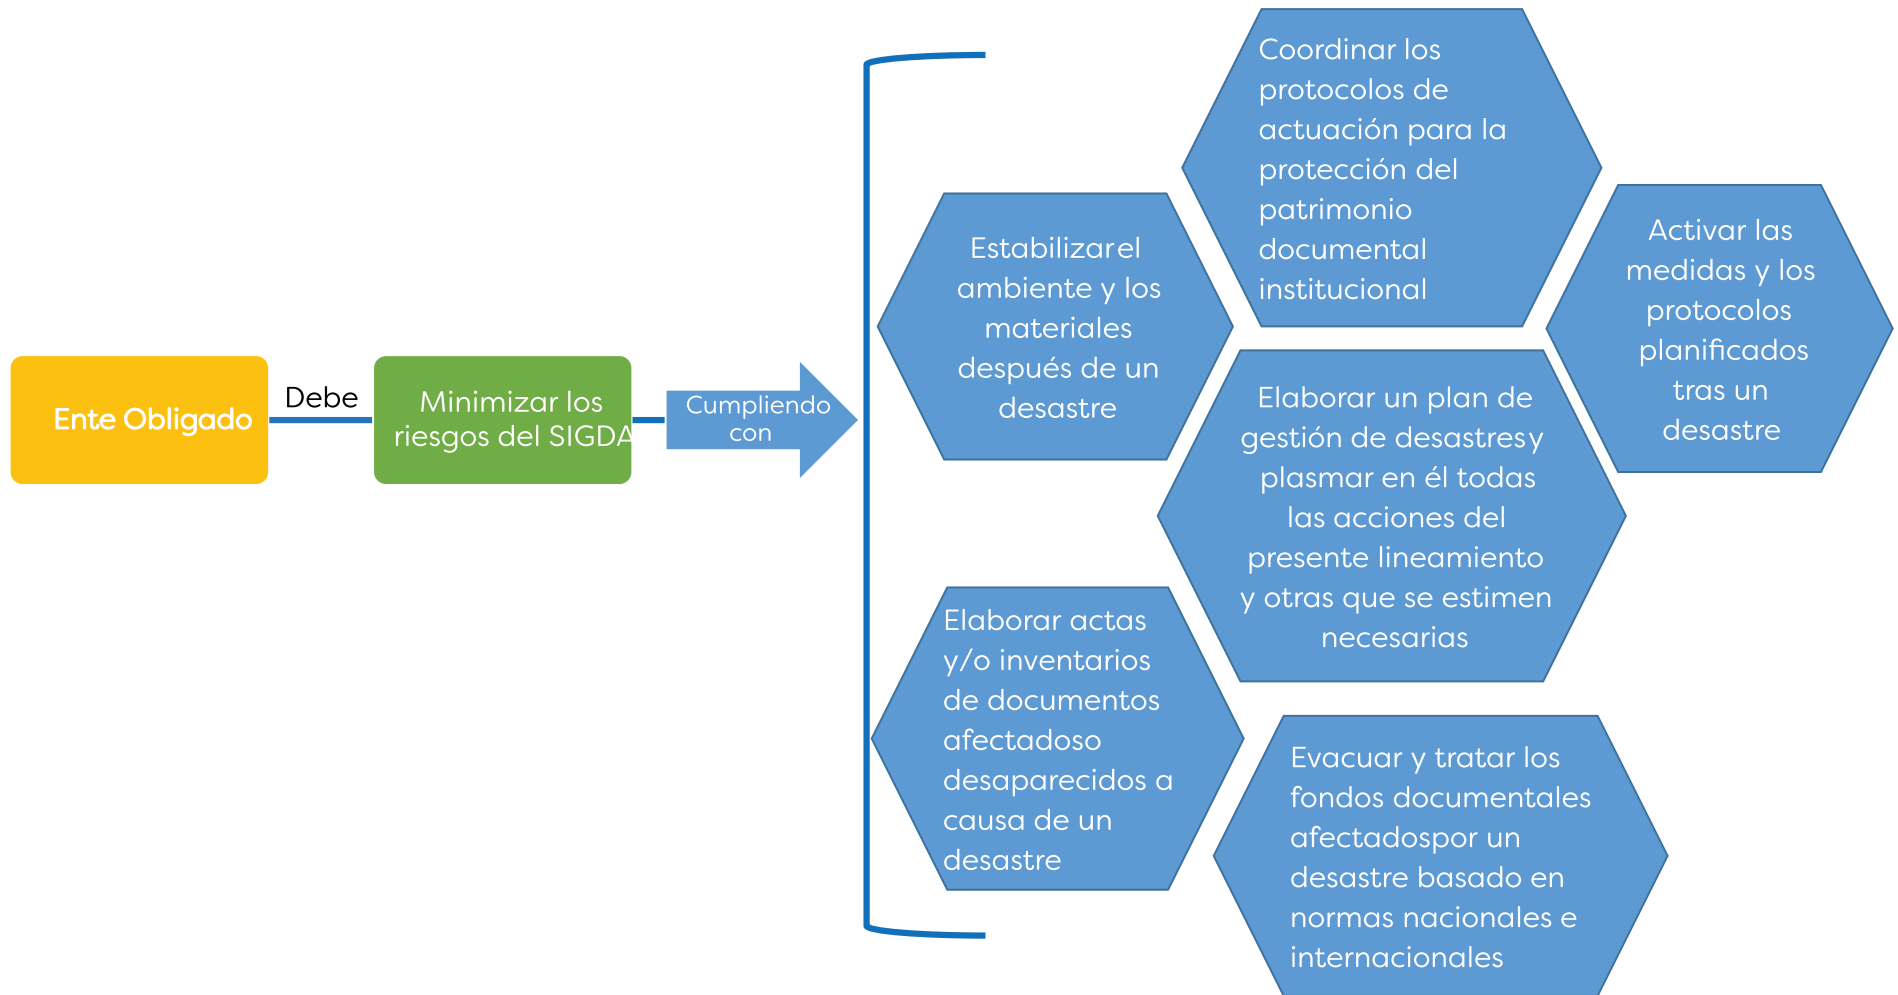 Ente Obligado
Debe
Minimizar los
riesgos del SIGDA
Cumpliendo
con
Coordinar los
protocolos de
actuación para la
protección del
patrimonio
documental
institucional
Estabilizar el
ambiente y los
materiales
después de un
desastre
Activar las
medidas y los
protocolos
planificados
tras un
desastre
Elaborar un plan de
gestión de desastres y
plasmar en él todas
las acciones del
presente lineamiento
y otras que se estimen
necesarias
Elaborar actas
y/o inventarios
de documentos
afectadoso
desaparecidos a
causa de un
desastre
Evacuar y tratar los
fondos documentales
afectadospor un
desastre basado en
normas nacionales e
internacionales